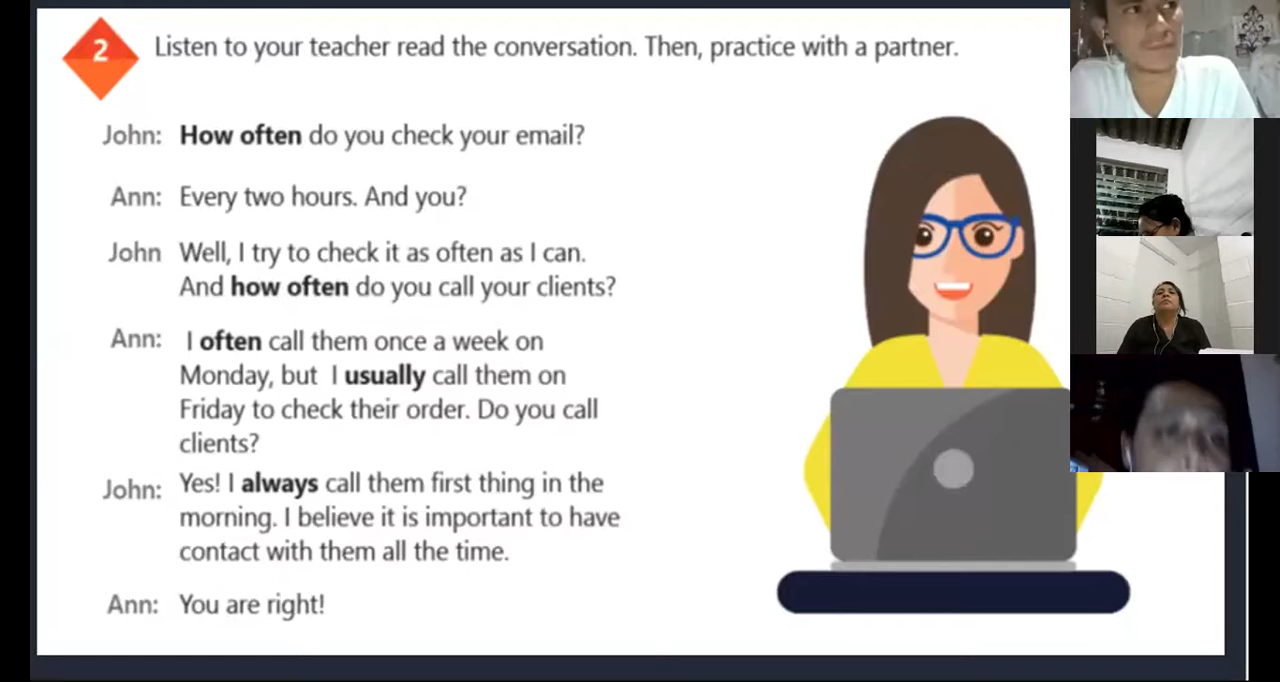 2
Listen to your teacher read the conversation. Then, practice with a partner.
John: How often do you check your email?
Ann: Every two hours. And you?
John Well, I try to check it as often as I can.
And how often do you call your clients?
Ann: I often call them once a week on
Monday, but I usually call them on
Friday to check their order. Do you call
clients?
John: Yes! I always call them first thing in the
morning. I believe it is important to have
contact with them all the time.
Ann: You are right!